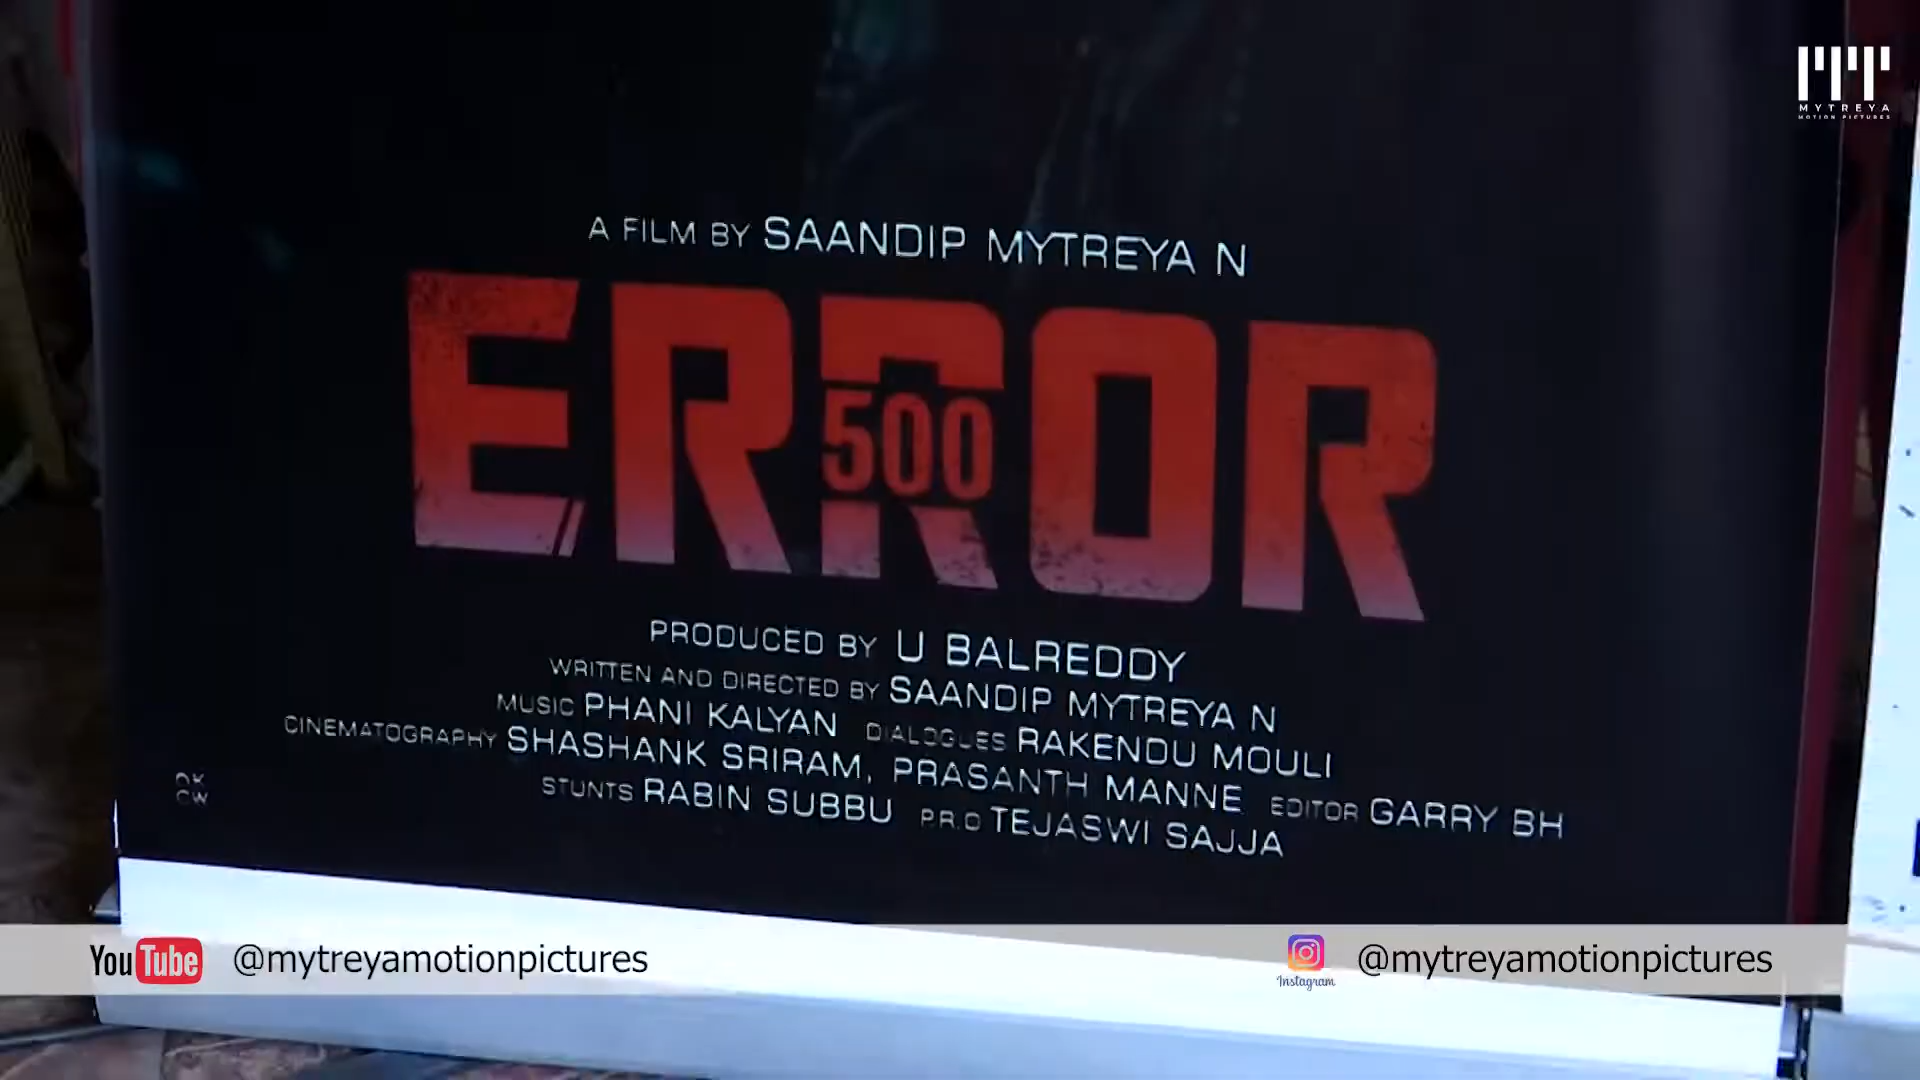 MYTREYA
MOTION PICTURES
A FILM BY SAANDIP MYTREYA N
ERROR
500
PRODUCED BY U BALREDDY
WRITTEN AND DIRECTED BY SAANDIP MYTREYA N
MUSIC PHANI KALYAN DIALOGUES RAKENDU MOULI
CINEMATOGRAPHY SHASHANK SRIRAM, PRASANTH MANNE EDITOR GARRY BH
STUNTS RABIN SUBBU P.R.O TEJASWI SAJJA
YouTube @mytreyamotionpictures
Instagram @mytreyamotionpictures